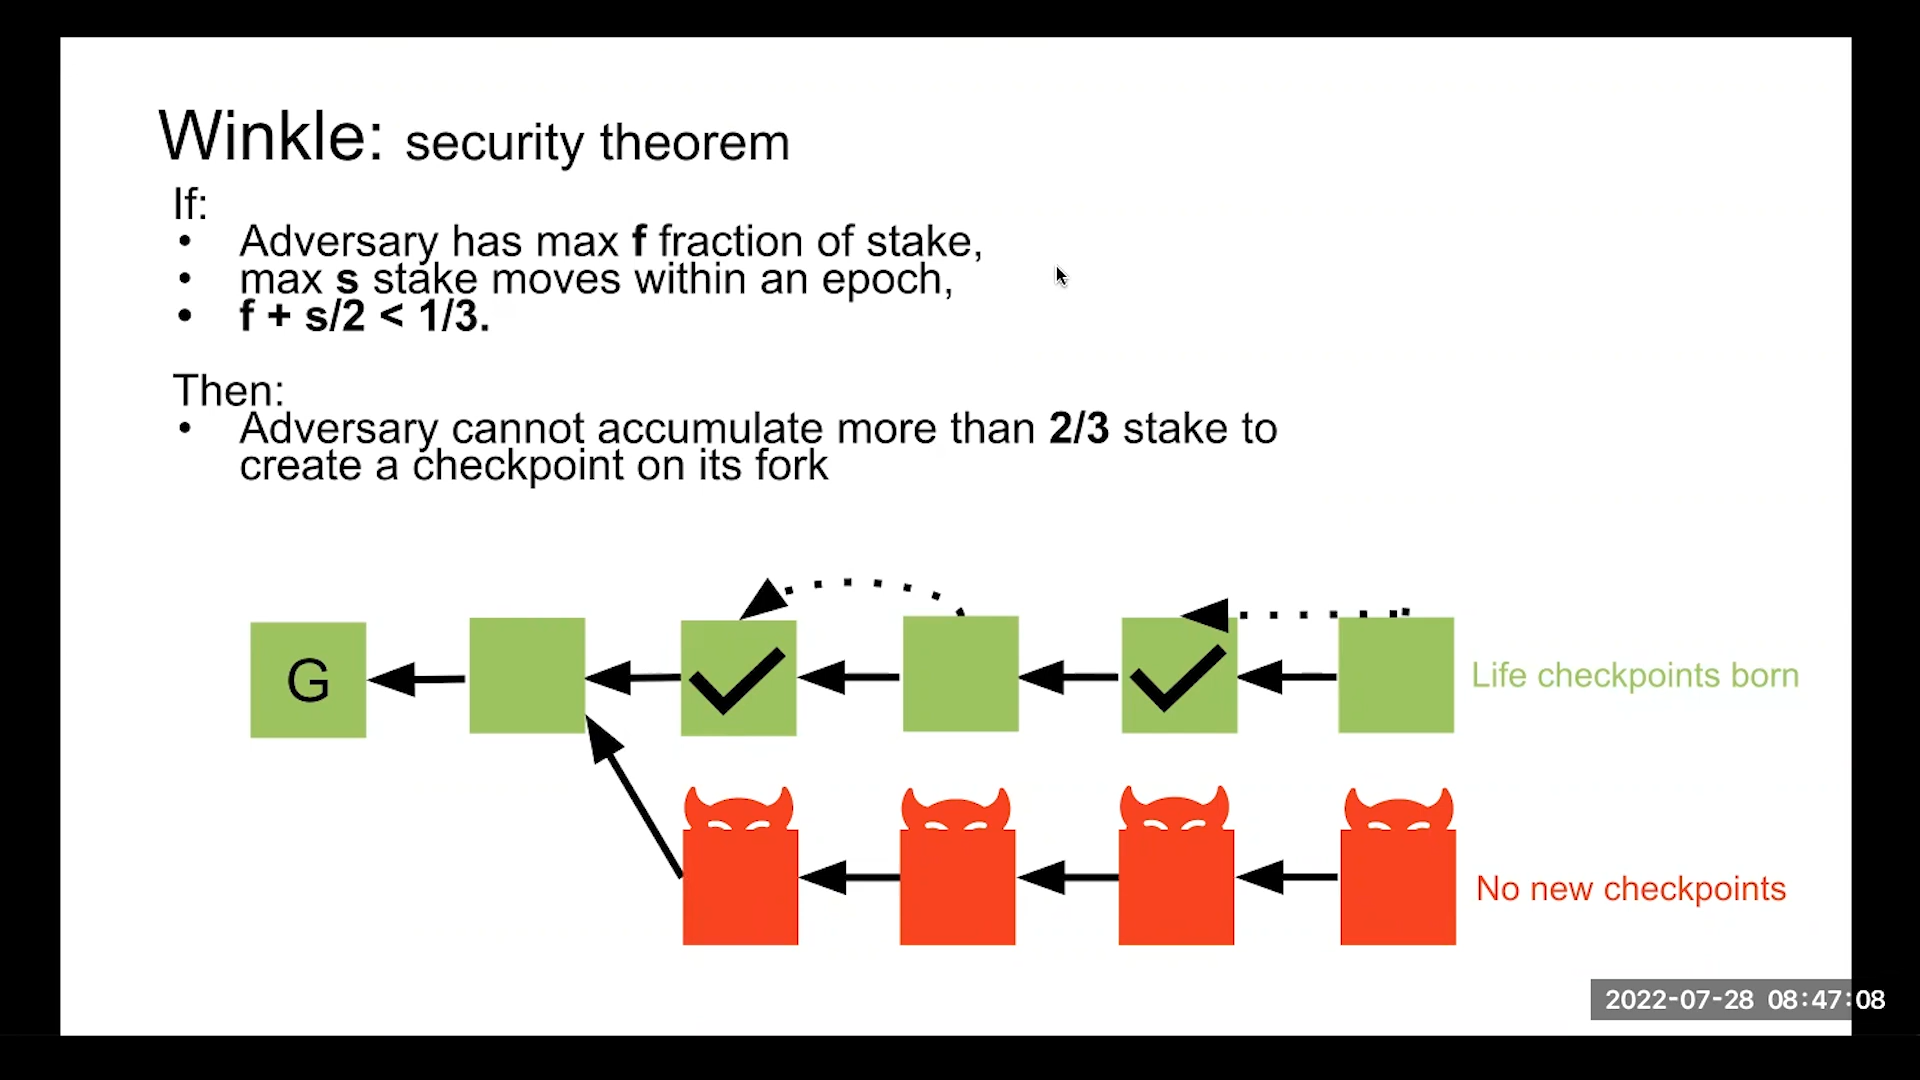 Winkle: security theorem
If:
• Adversary has max f fraction of stake,
• max s stake moves within an epoch,
• f + s/2 < 1/3.
Then:
• Adversary cannot accumulate more than 2/3 stake to
create a checkpoint on its fork
G
Life checkpoints born
No new checkpoints
2022-07-28 08:47:08